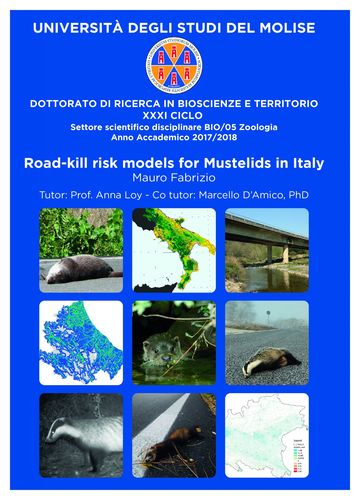 UNIVERSITÀ DEGLI STUDI DEL MOLISE
DOTTORATO DI RICERCA IN BIOSCIENZE E TERRITORIO
XXXI CICLO
Settore scientifico disciplinare BIO/05 Zoologia
Anno Accademico 2017/2018
Road-kill risk models for Mustelids in Italy
Mauro Fabrizio
Tutor: Prof. Anna Loy - Co tutor: Marcello D'Amico, PhD